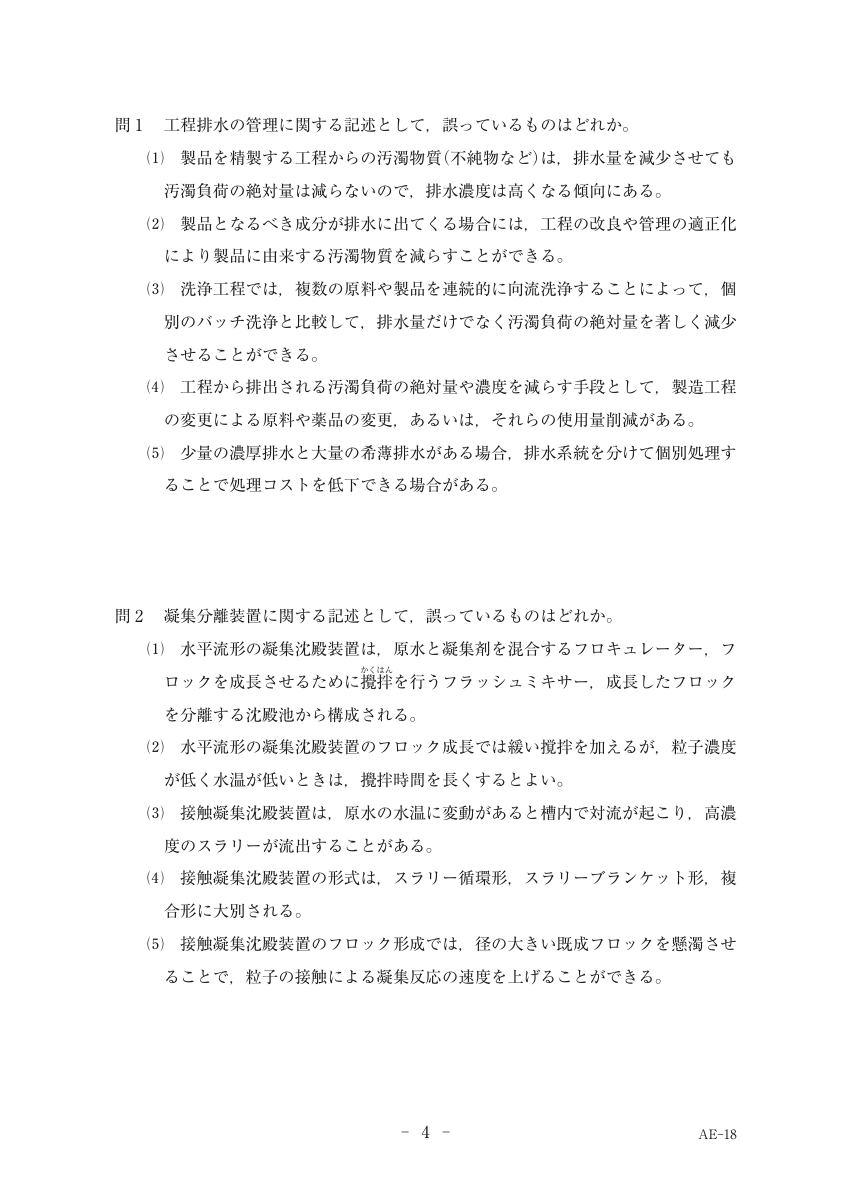 問1　工程排水の管理に関する記述として，誤っているものはどれか。
⑴　製品を精製する工程からの汚濁物質(不純物など)は，排水量を減少させても
汚濁負荷の絶対量は減らないので，排水濃度は高くなる傾向にある。
⑵　製品となるべき成分が排水に出てくる場合には，工程の改良や管理の適正化
により製品に由来する汚濁物質を減らすことができる。
⑶　洗浄工程では，複数の原料や製品を連続的に向流洗浄することによって，個
別のバッチ洗浄と比較して，排水量だけでなく汚濁負荷の絶対量を著しく減少
させることができる。
⑷　工程から排出される汚濁負荷の絶対量や濃度を減らす手段として，製造工程
の変更による原料や薬品の変更，あるいは，それらの使用量削減がある。
⑸　少量の濃厚排水と大量の希薄排水がある場合，排水系統を分けて個別処理す
ることで処理コストを低下できる場合がある。
問2　凝集分離装置に関する記述として，誤っているものはどれか。
⑴　水平流形の凝集沈殿装置は，原水と凝集剤を混合するフロキュレーター，フ
かくはん
ロックを成長させるために攪拌を行うフラッシュミキサー，成長したフロック
を分離する沈殿池から構成される。
⑵　水平流形の凝集沈殿装置のフロック成長では緩い攪拌を加えるが，粒子濃度
が低く水温が低いときは，攪拌時間を長くするとよい。
⑶　接触凝集沈殿装置は，原水の水温に変動があると槽内で対流が起こり，高濃
度のスラリーが流出することがある。
⑷　接触凝集沈殿装置の形式は，スラリー循環形，スラリーブランケット形，複
合形に大別される。
⑸　接触凝集沈殿装置のフロック形成では，径の大きい既成フロックを懸濁させ
ることで，粒子の接触による凝集反応の速度を上げることができる。
－ 4 －
AE−18